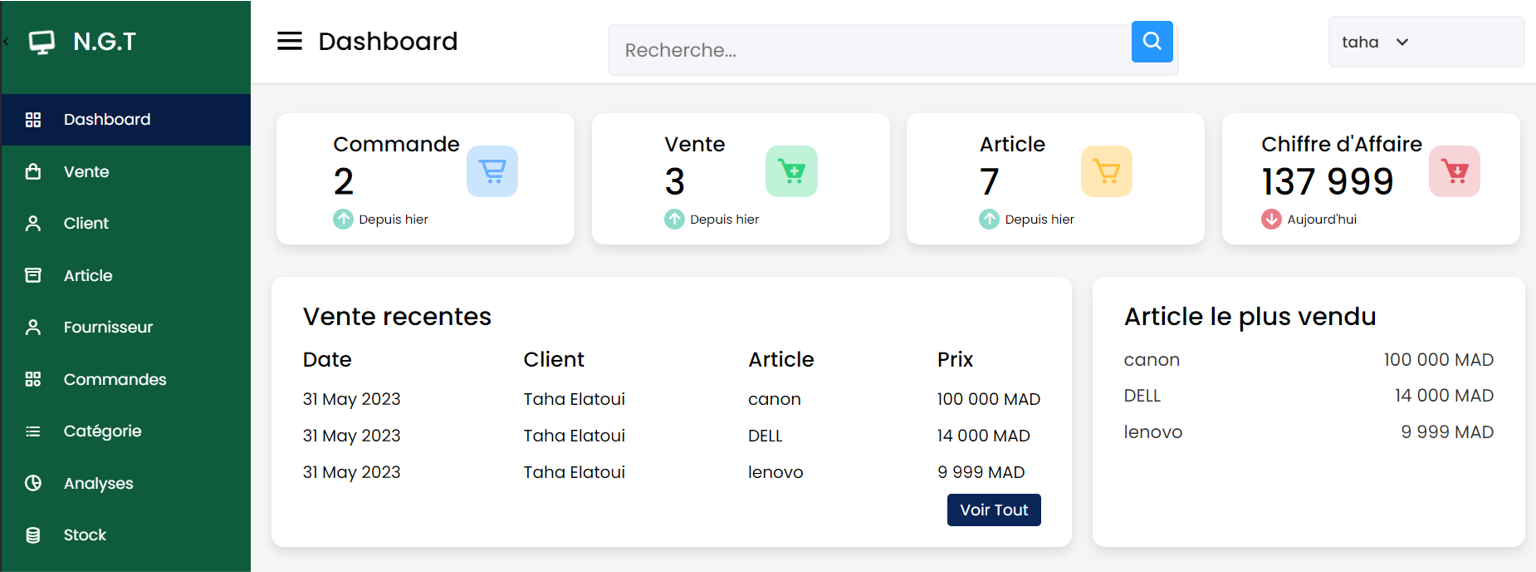 N.G.T
Dashboard
Recherche...
taha
Dashboard
Vente
Client
Article
Fournisseur
Commandes
Catégorie
Analyses
Stock
Commande
2
Depuis hier
Vente
3
Depuis hier
Article
7
Depuis hier
Chiffre d'Affaire
137 999
Aujourd'hui
Vente recentes
Date Client Article Prix
31 May 2023 Taha Elatoui canon 100 000 MAD
31 May 2023 Taha Elatoui DELL 14 000 MAD
31 May 2023 Taha Elatoui lenovo 9 999 MAD
Voir Tout
Article le plus vendu
canon 100 000 MAD
DELL 14 000 MAD
lenovo 9 999 MAD